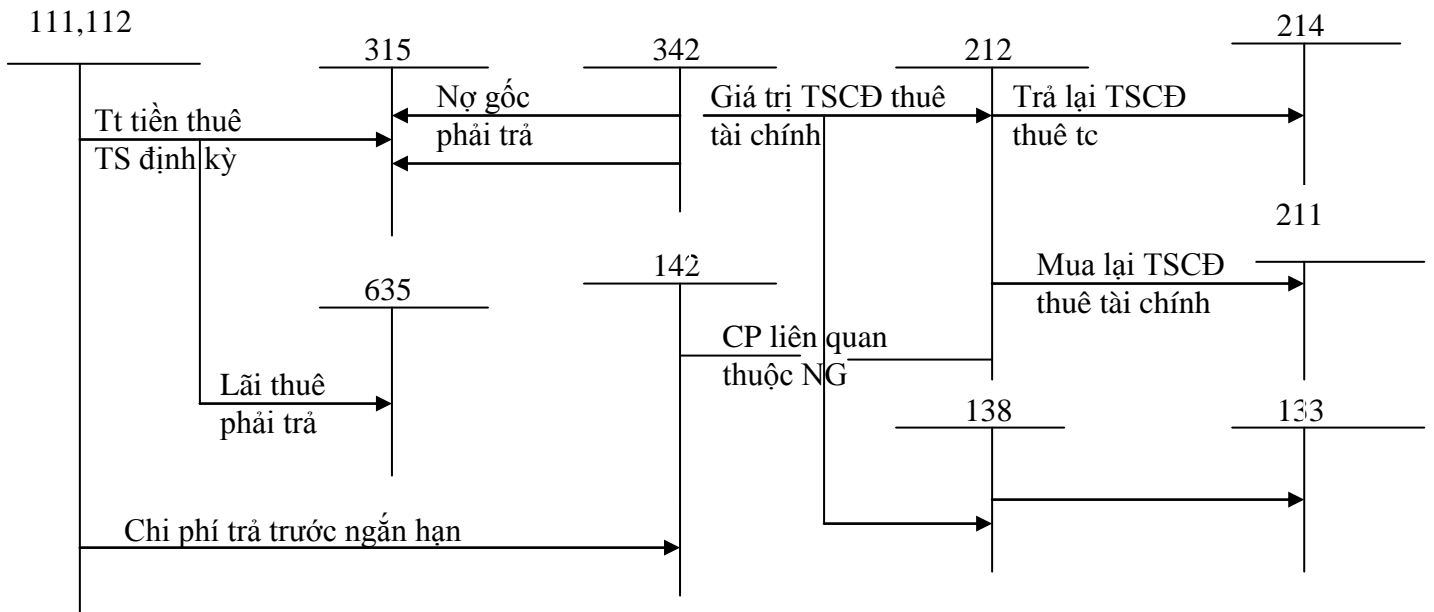 111,112
315
342
212
214
Tt tiền thuê
TS định kỳ
Nợ gốc
phải trả
Giá trị TSCĐ thuê
tài chính
Trả lại TSCĐ
thuê tc
211
635
142
Mua lại TSCĐ
thuê tài chính
CP liên quan
thuộc NG
Lãi thuê
phải trả
138
133
Chi phí trả trước ngắn hạn